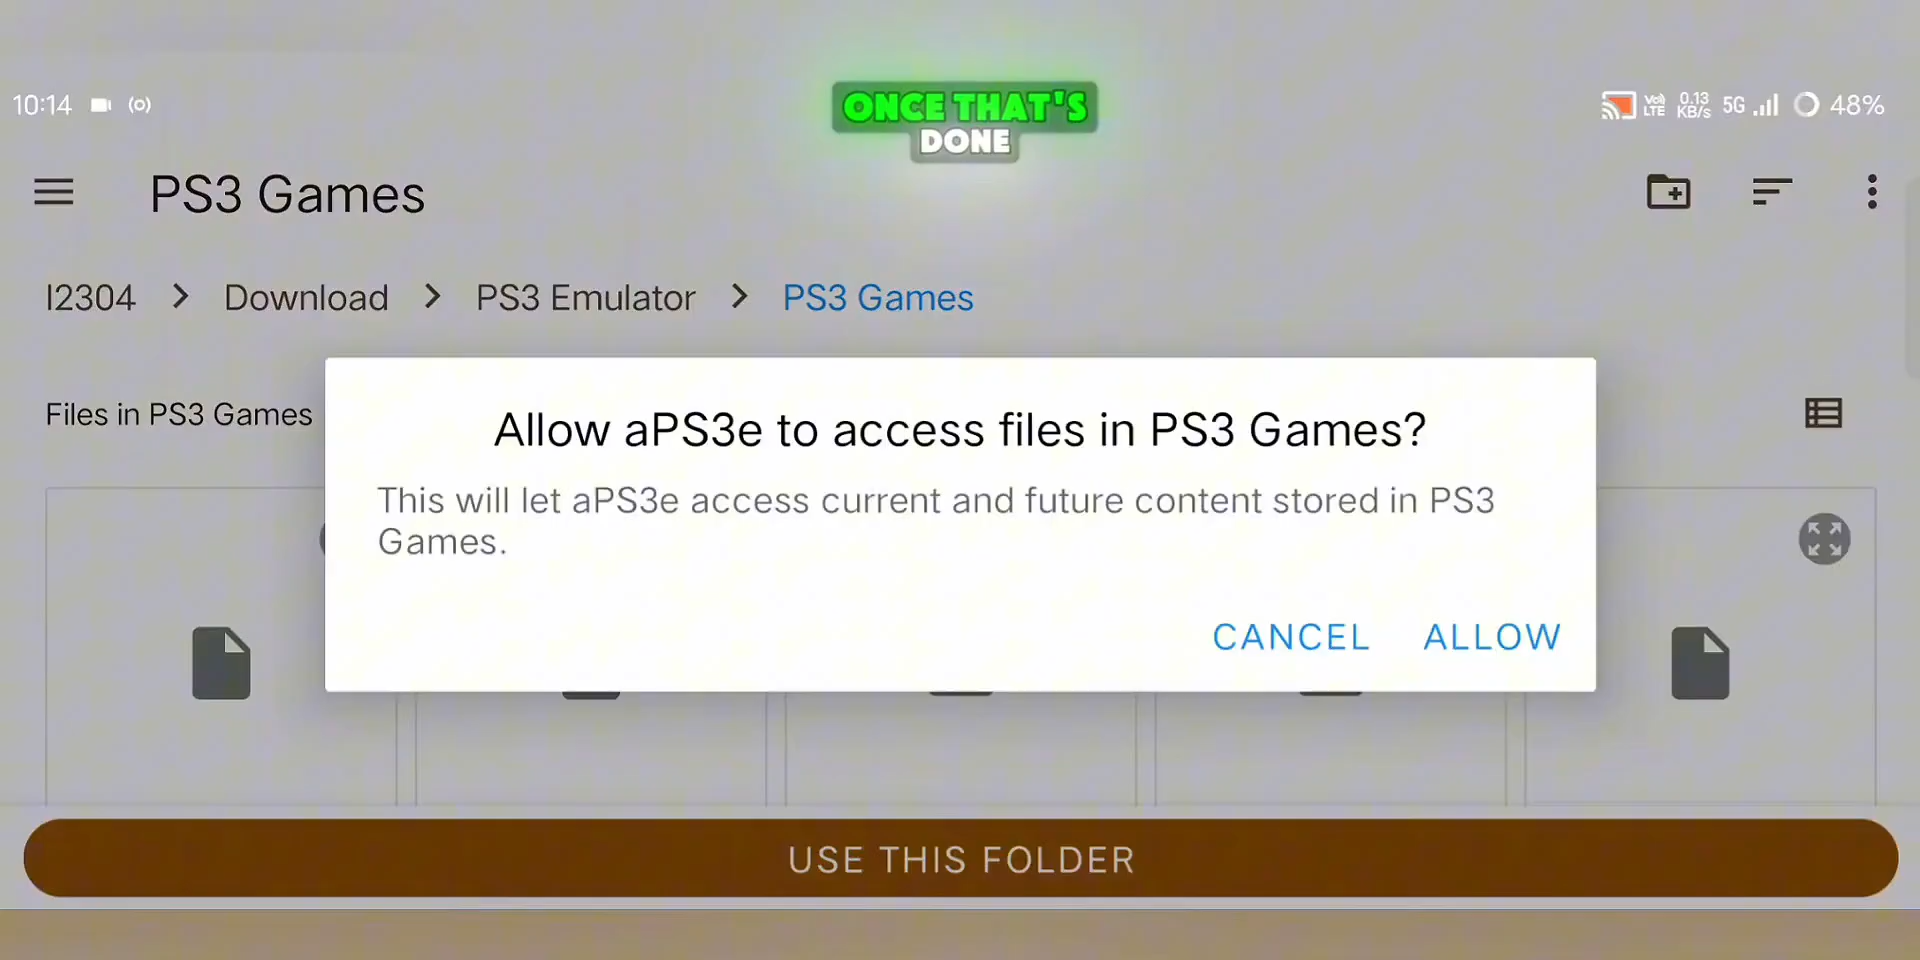 ONCE THAT'S
DONE
10:14
Vo) LTE 0.13 KB/s 5G 48%
PS3 Games
I2304 > Download > PS3 Emulator > PS3 Games
Files in PS3 Games
Allow aPS3e to access files in PS3 Games?
This will let aPS3e access current and future content stored in PS3
Games.
CANCEL ALLOW
USE THIS FOLDER